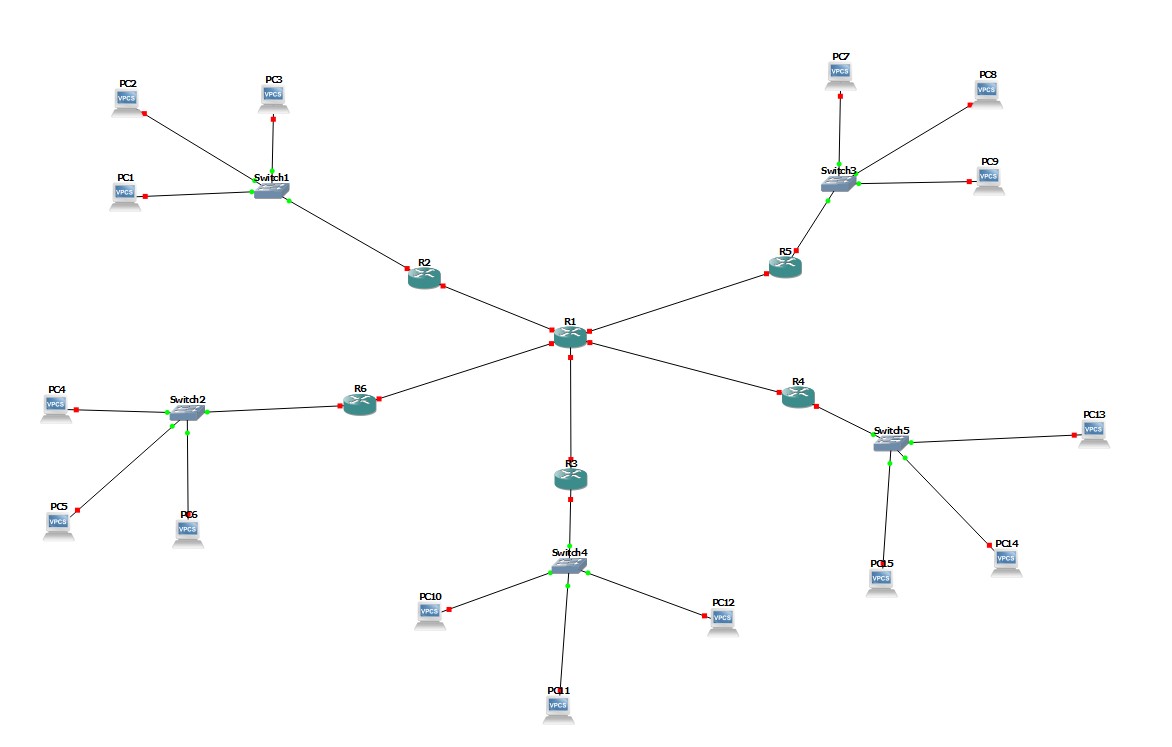 PC7
PC8
PC2
PC3
VPCS
VPCS
VPCS
VPCS
PC9
Switch3
PC1
Switch1
VPCS
VPCS
R5
R2
R1
R4
PC4
R6
Switch2
VPCS
PC13
Switch5
VPCS
R3
PC5
PC6
VPCS
VPCS
PC14
Switch4
VPCS
PC15
VPCS
PC10
PC12
VPCS
VPCS
PC11
VPCS